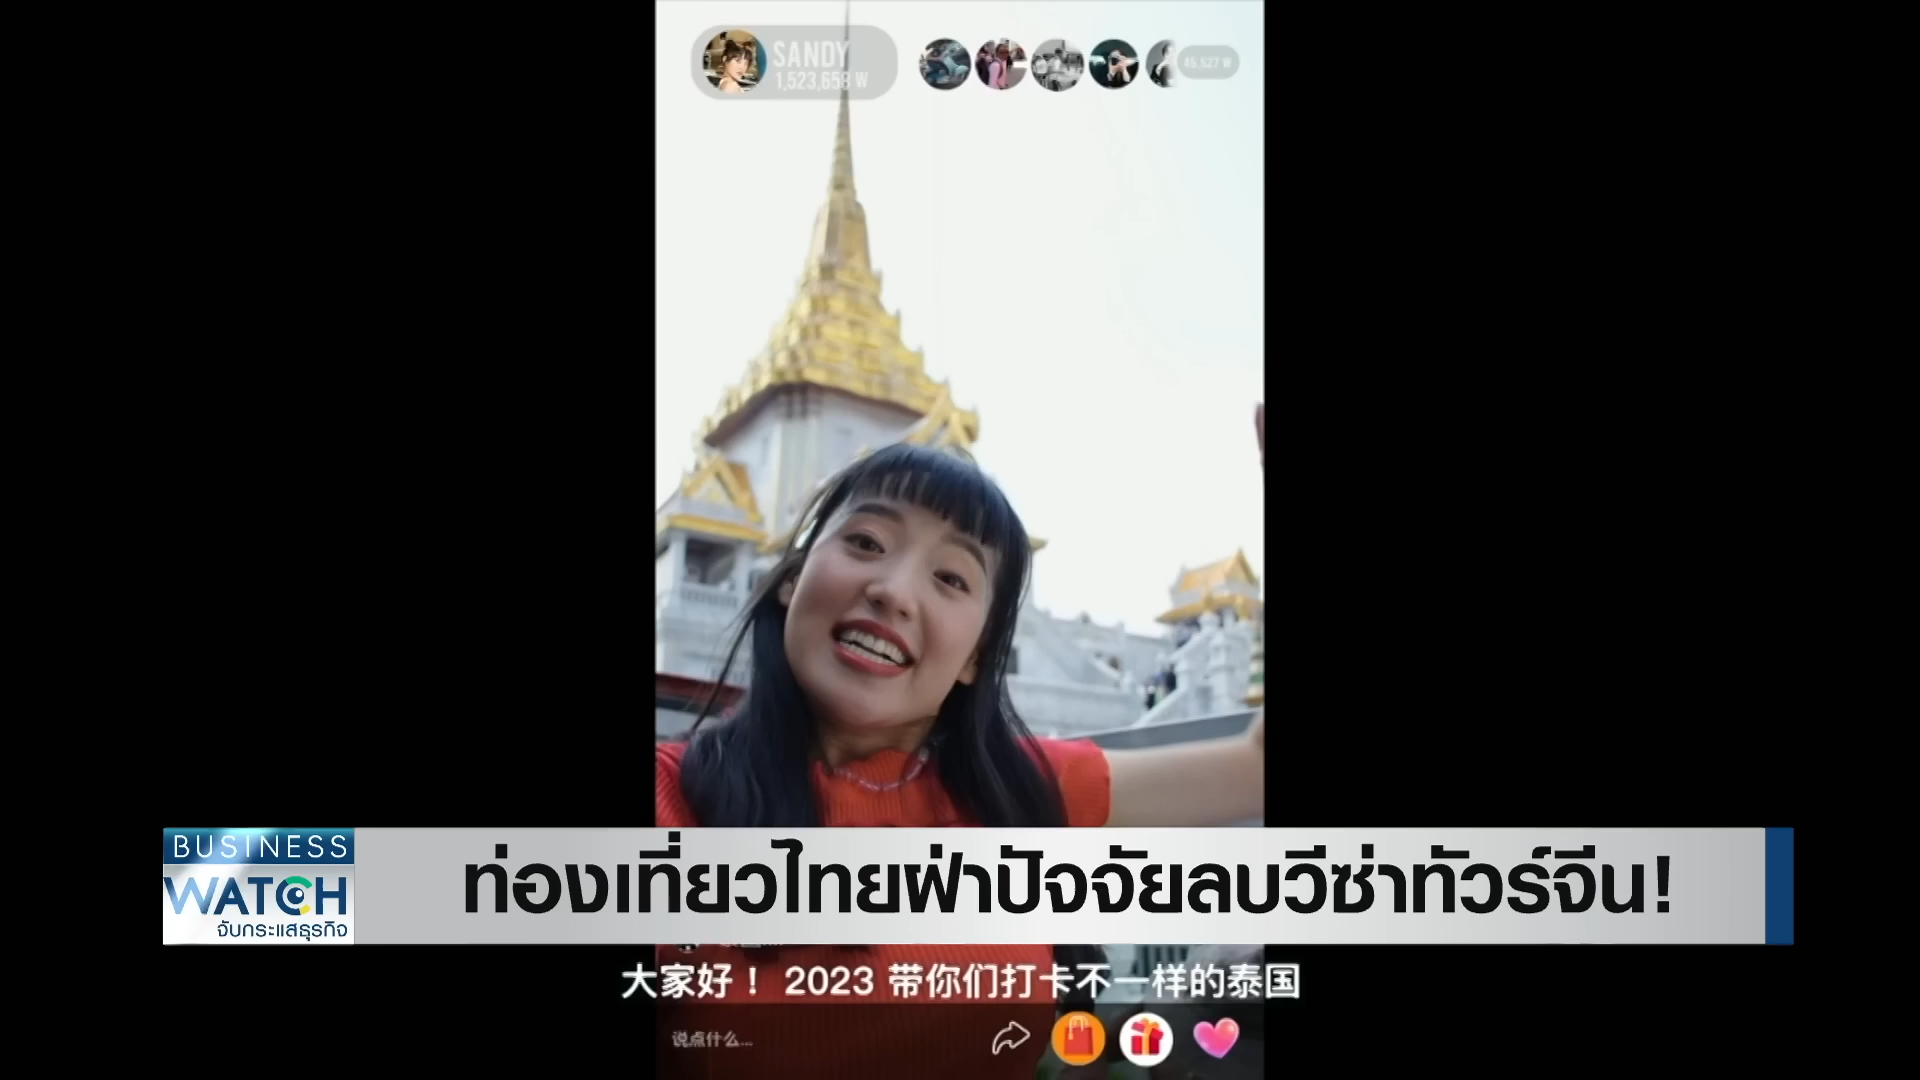 SANDY
1,523,658 W
45,527 W
BUSINESS
WATCH
จับกระแสธุรกิจ
ท่องเที่ยวไทยฝ่าปัจจัยลบวีซ่าทัวร์จีน!
大家好！ 2023 带你们打卡不一样的泰国
说点什么...